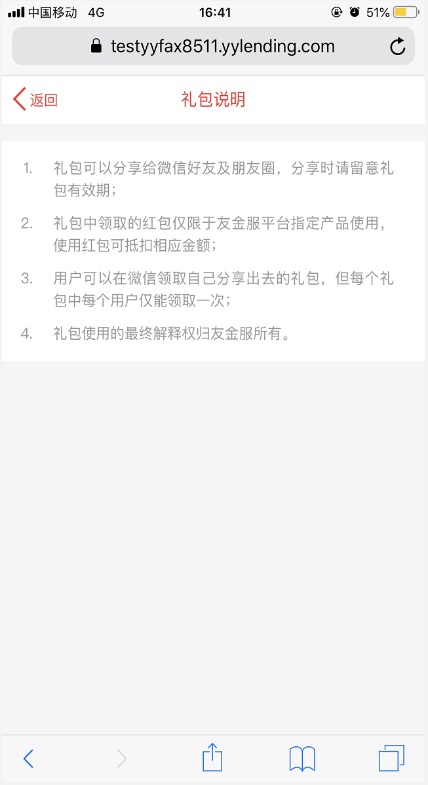 中国移动 4G 16:41 51%
testyyfax8511.yylending.com
返回 礼包说明
1. 礼包可以分享给微信好友及朋友圈，分享时请留意礼
包有效期；
2. 礼包中领取的红包仅限于友金服平台指定产品使用，
使用红包可抵扣相应金额；
3. 用户可以在微信领取自己分享出去的礼包，但每个礼
包中每个用户仅能领取一次；
4. 礼包使用的最终解释权归友金服所有。